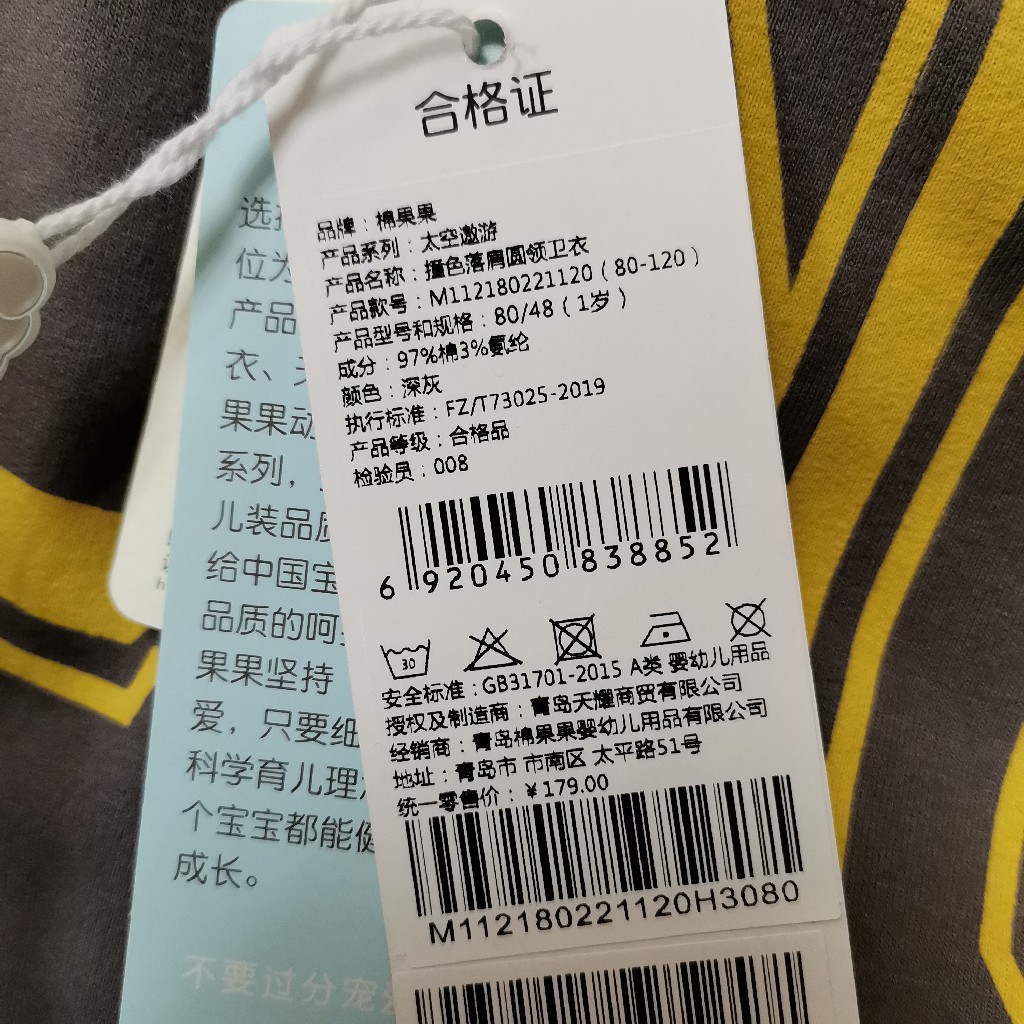 合格证
品牌：棉果果
产品系列：太空遨游
产品名称：撞色落肩圆领卫衣
产品款号：M112180221120（80-120）
产品型号和规格：80/48（1岁）
成分：97%棉3%氨纶
颜色：深灰
执行标准：FZ/T73025-2019
产品等级：合格品
检验员：008
6 920450 838852
30
安全标准：GB31701-2015 A类 婴幼儿用品
授权及制造商：青岛天耀商贸有限公司
经销商：青岛棉果果婴幼儿用品有限公司
地址：青岛市 市南区 太平路51号
统一零售价：￥179.00
M112180221120H3080
选
位为
产品
衣、
果果动
系列，
儿装品质
给中国宝
品质的呵
果果坚持
爱，只要细
科学育儿理
个宝宝都能健
成长。
不要过分宠